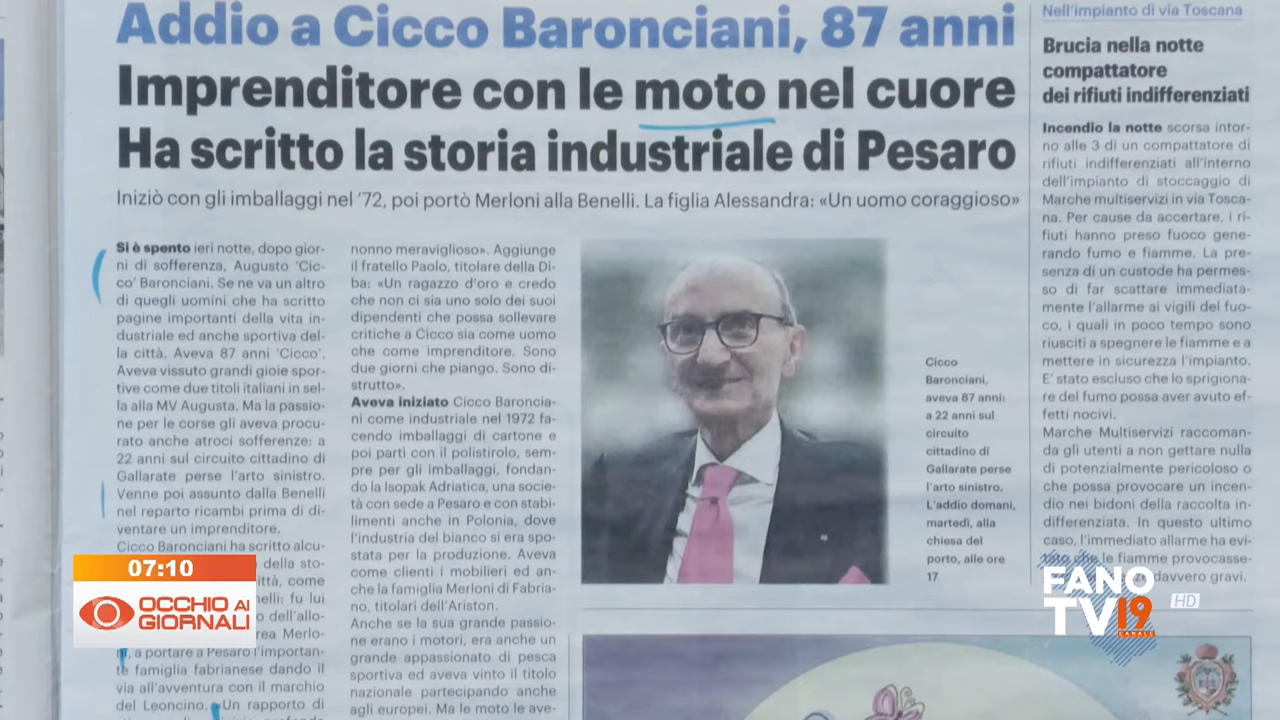 Addio a Cicco Baronciani, 87 anni
Imprenditore con le moto nel cuore
Ha scritto la storia industriale di Pesaro
Iniziò con gli imballaggi nel ’72, poi portò Merloni alla Benelli. La figlia Alessandra: «Un uomo coraggioso»
Si è spento ieri notte, dopo gior-
ni di sofferenza, Augusto ‘Cic-
co’ Baronciani. Se ne va un altro
di quegli uomini che ha scritto
pagine importanti della vita in-
dustriale ed anche sportiva del-
la città. Aveva 87 anni ‘Cicco’.
Aveva vissuto grandi gioie spor-
tive come due titoli italiani in sel-
la alla MV Augusta. Ma la passio-
ne per le corse gli aveva procu-
rato anche atroci sofferenze: a
22 anni sul circuito cittadino di
Gallarate perse l’arto sinistro.
Venne poi assunto dalla Benelli
nel reparto ricambi prima di di-
ventare un imprenditore.
Cicco Baronciani ha scritto alcu-
della sto-
ittà, come
nelli: fu lui
dell’allo-
rea Merlo-
ni, a portare a Pesaro l’importan-
te famiglia fabrianese dando il
via all’avventura con il marchio
del Leoncino. Un rapporto di
nonno meraviglioso». Aggiunge
il fratello Paolo, titolare della Di-
ba: «Un ragazzo d’oro e credo
che non ci sia uno solo dei suoi
dipendenti che possa sollevare
critiche a Cicco sia come uomo
che come imprenditore. Sono
due giorni che piango. Sono di-
strutto».
Aveva iniziato Cicco Baroncia-
ni come industriale nel 1972 fa-
cendo imballaggi di cartone e
poi partì con il polistirolo, sem-
pre per gli imballaggi, fondan-
do la Isopak Adriatica, una socie-
tà con sede a Pesaro e con stabi-
limenti anche in Polonia, dove
l’industria del bianco si era spo-
stata per la produzione. Aveva
come clienti i mobilieri ed an-
che la famiglia Merloni di Fabria-
no, titolari dell’Ariston.
Anche se la sua grande passio-
ne erano i motori, era anche un
grande appassionato di pesca
sportiva ed aveva vinto il titolo
nazionale partecipando anche
agli europei. Ma le moto le ave-
Cicco
Baronciani,
aveva 87 anni:
a 22 anni sul
circuito
cittadino di
Gallarate perse
l’arto sinistro.
L’addio domani,
martedì, alla
chiesa del
porto, alle ore
17
Nell’impianto di via Toscana
Brucia nella notte
compattatore
dei rifiuti indifferenziati
Incendio la notte scorsa intor-
no alle 3 di un compattatore di
rifiuti indifferenziati all’interno
dell’impianto di stoccaggio di
Marche multiservizi in via Tosca-
na. Per cause da accertare, i ri-
fiuti hanno preso fuoco gene-
rando fumo e fiamme. La pre-
senza di un custode ha permes-
so di far scattare immediata-
mente l’allarme ai vigili del fuo-
co, i quali in poco tempo sono
riusciti a spegnere le fiamme e a
mettere in sicurezza l’impianto.
E’ stato escluso che lo sprigiona-
re del fumo possa aver avuto ef-
fetti nocivi.
Marche Multiservizi raccoman-
da gli utenti a non gettare nulla
di potenzialmente pericoloso o
che possa provocare un incen-
dio nei bidoni della raccolta in-
differenziata. In questo ultimo
caso, l’immediato allarme ha evi-
tato che le fiamme provocasse-
davvero gravi.
07:10
OCCHIO AI
GIORNALI
FANO
TV 19
CANALE
HD